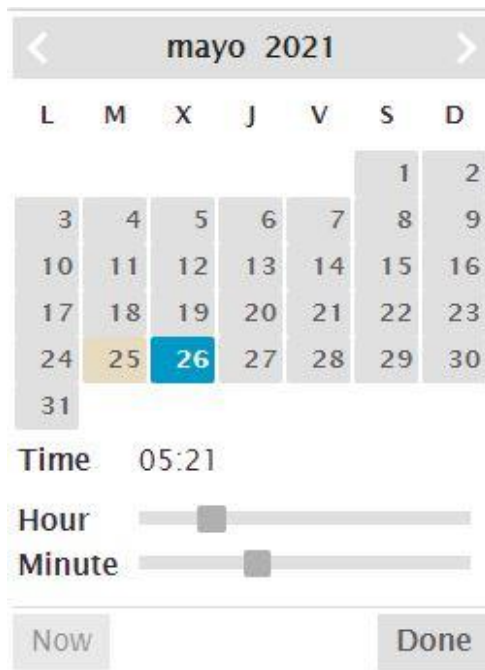 mayo 2021
L M X J V S D
1 2
3 4 5 6 7 8 9
10 11 12 13 14 15 16
17 18 19 20 21 22 23
24 25 26 27 28 29 30
31
Time 05:21
Hour
Minute
Now Done